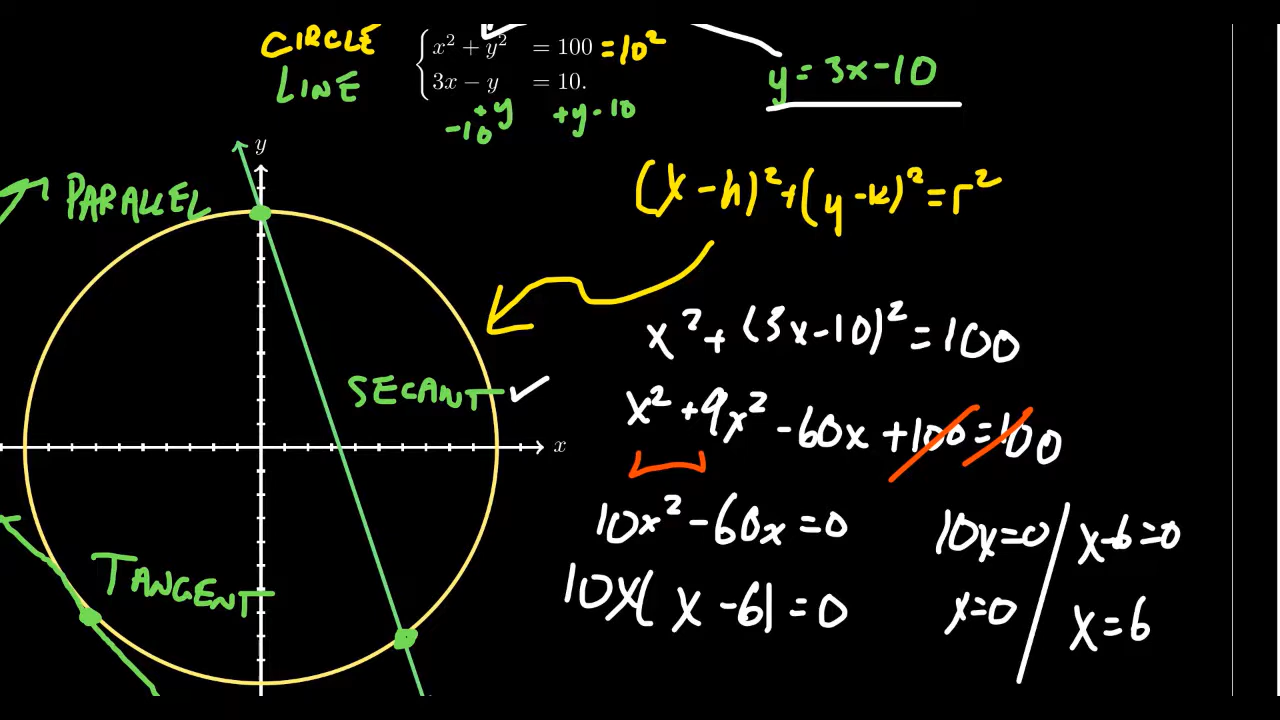 CIRCLE x² + y² = 100 = 10²
LINE 3x − y = 10.
+y +y - 10
-10
y = 3x - 10
y
PARALLEL
(x - h)² + (y - k)² = r²
x² + (3x - 10)² = 100
SECANT ✓
x² + 9x² - 60x + 100 = 100
x
10x² - 60x = 0
10x = 0 / x - 6 = 0
TANGENT
10x(x - 6) = 0
x = 0
x = 6